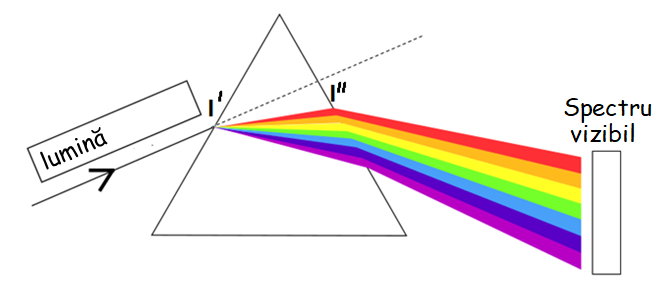 lumină
I'
I"
Spectru
vizibil